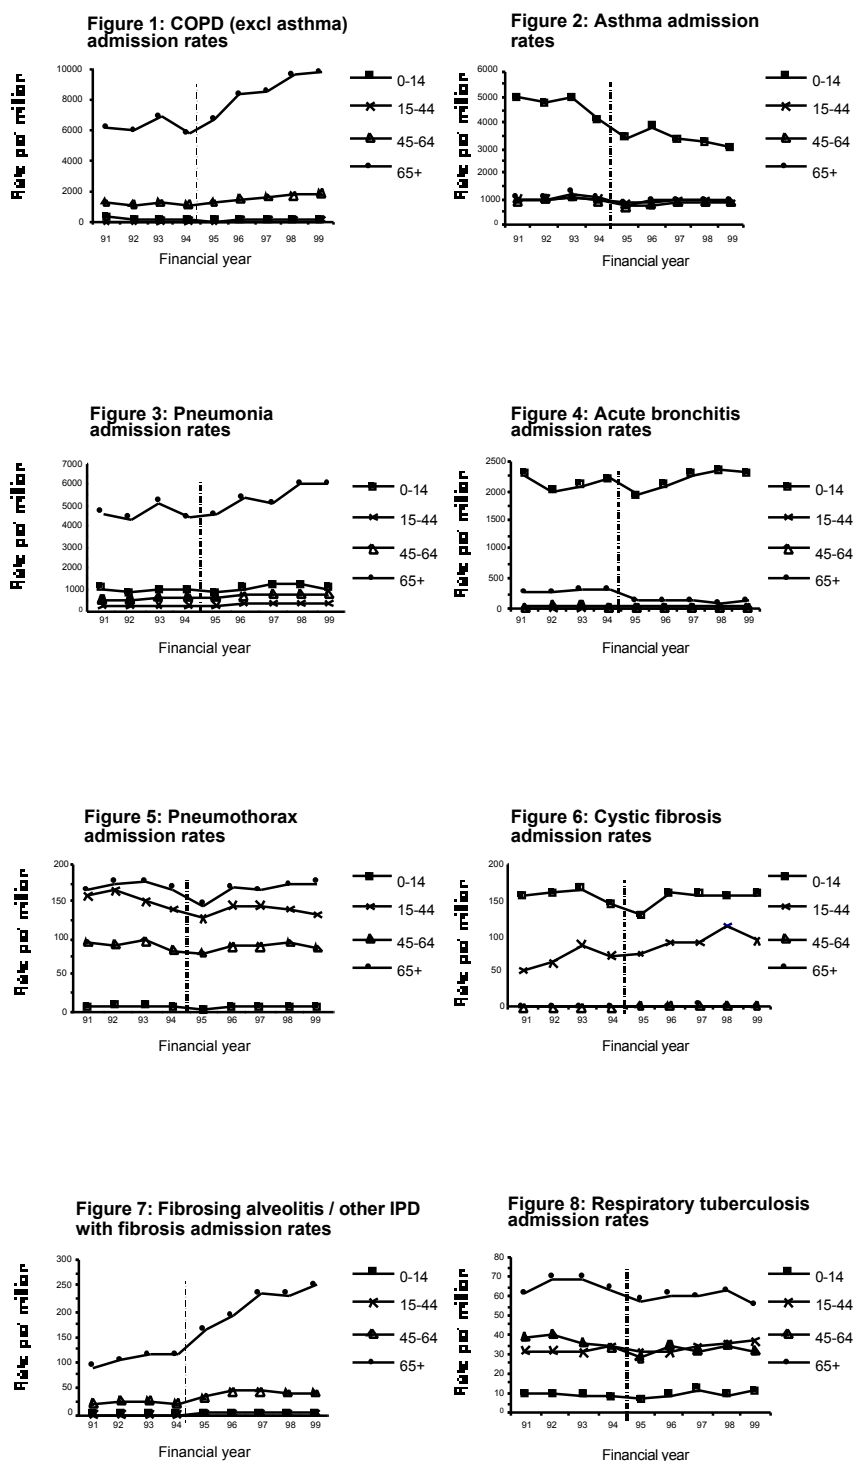 Figure 1: COPD (excl asthma)
admission rates
10000
8000
6000
4000
2000
0
91 92 93 94 95 96 97 98 99
Financial year
0-14
15-44
45-64
65+
Figure 2: Asthma admission
rates
6000
5000
4000
3000
2000
1000
0
91 92 93 94 95 96 97 98 99
Financial year
0-14
15-44
45-64
65+
Figure 3: Pneumonia
admission rates
7000
6000
5000
4000
3000
2000
1000
0
91 92 93 94 95 96 97 98 99
Financial year
0-14
15-44
45-64
65+
Figure 4: Acute bronchitis
admission rates
2500
2000
1500
1000
500
0
91 92 93 94 95 96 97 98 99
Financial year
0-14
15-44
45-64
65+
Figure 5: Pneumothorax
admission rates
200
150
100
50
0
91 92 93 94 95 96 97 98 99
Financial year
0-14
15-44
45-64
65+
Figure 6: Cystic fibrosis
admission rates
200
150
100
50
0
91 92 93 94 95 96 97 98 99
Financial year
0-14
15-44
45-64
65+
Figure 7: Fibrosing alveolitis / other IPD
with fibrosis admission rates
300
250
200
150
100
50
0
91 92 93 94 95 96 97 98 99
Financial year
0-14
15-44
45-64
65+
Figure 8: Respiratory tuberculosis
admission rates
80
70
60
50
40
30
20
10
0
91 92 93 94 95 96 97 98 99
Financial year
0-14
15-44
45-64
65+